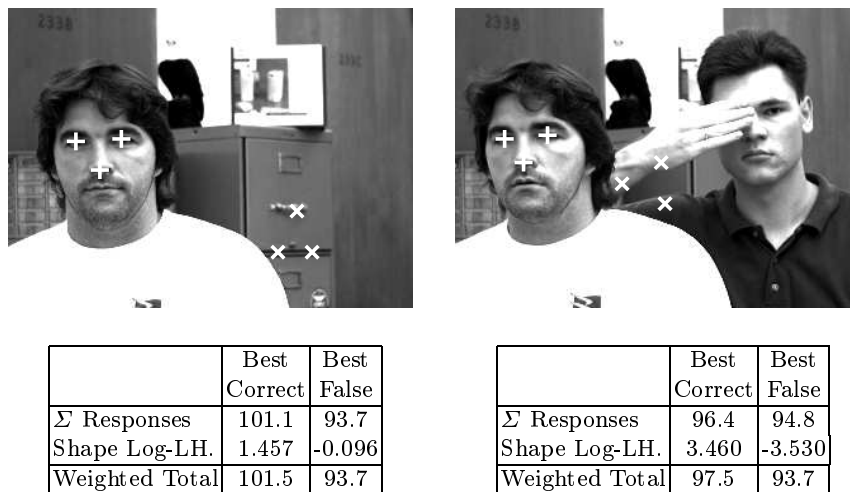 2338
2338
Best Best
Correct False
Σ Responses 101.1 93.7
Shape Log-LH. 1.457 -0.096
Weighted Total 101.5 93.7
Best Best
Correct False
Σ Responses 96.4 94.8
Shape Log-LH. 3.460 -3.530
Weighted Total 97.5 93.7